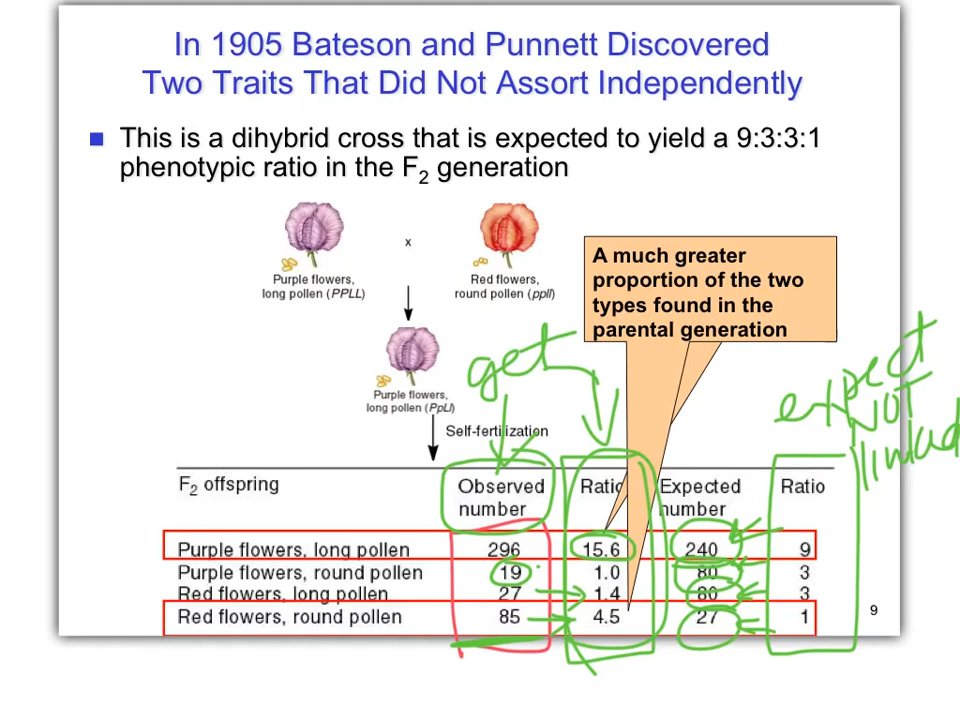 In 1905 Bateson and Punnett Discovered
Two Traits That Did Not Assort Independently
This is a dihybrid cross that is expected to yield a 9:3:3:1
phenotypic ratio in the F2 generation
x
Purple flowers,
long pollen (PPLL)
Red flowers,
round pollen (ppll)
A much greater
proportion of the two
types found in the
parental generation
Purple flowers,
long pollen (PpLl)
Self-fertilization
get
expect
NOT
linked
F2 offspring
Observed
number
Ratio
Expected
number
Ratio
Purple flowers, long pollen 296 15.6 240 9
Purple flowers, round pollen 19 1.0 80 3
Red flowers, long pollen 27 1.4 80 3
Red flowers, round pollen 85 4.5 27 1
9